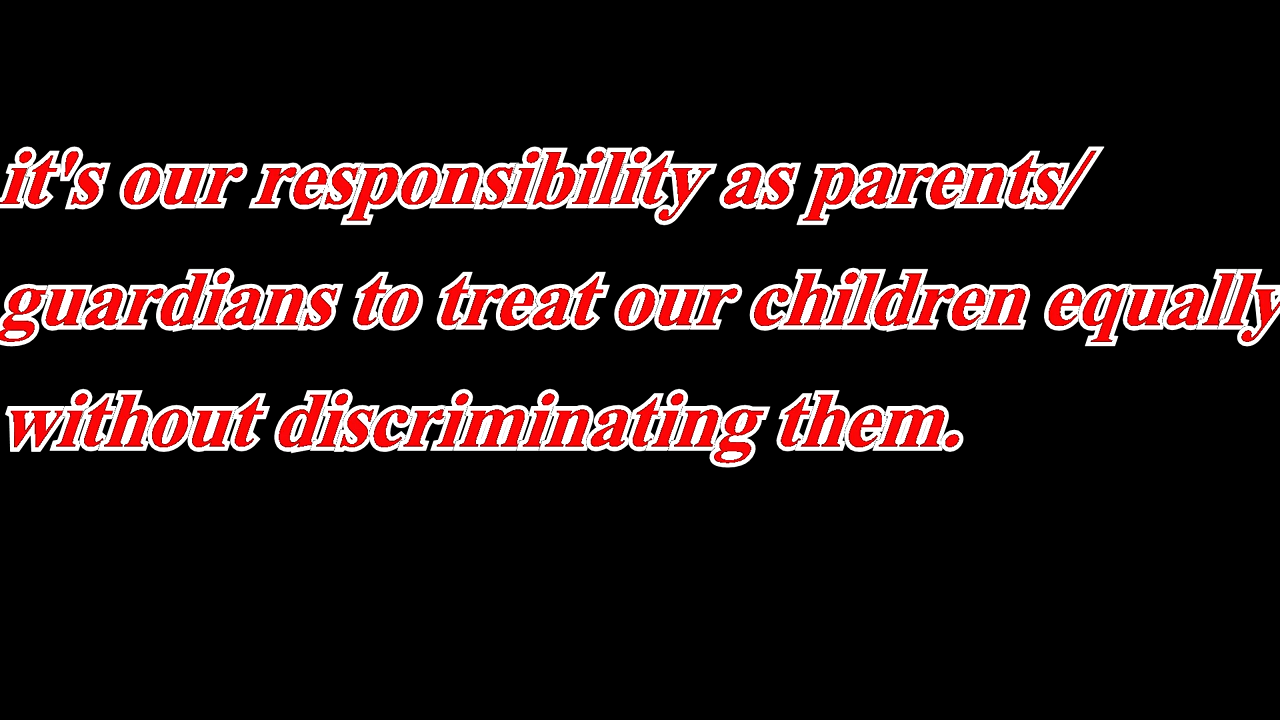 it's our responsibility as parents/
guardians to treat our children equally
without discriminating them.